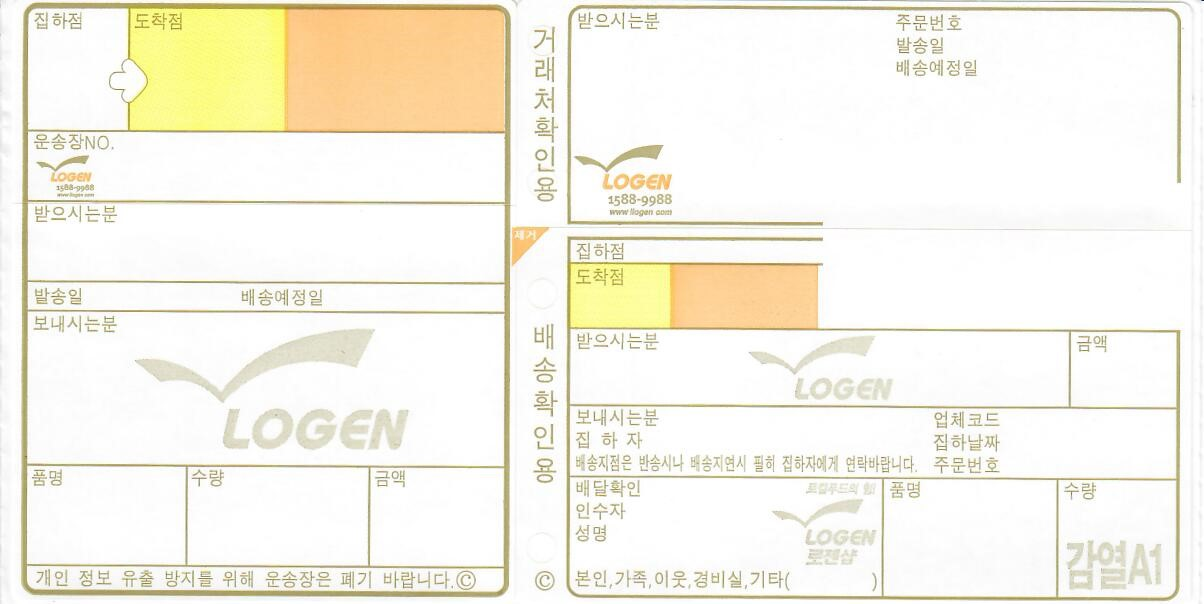 집하점
도착점
운송장NO.
LOGEN
1588-9988
www.ilogen.com
받으시는분
발송일 배송예정일
보내시는분
LOGEN
품명 수량 금액
개인 정보 유출 방지를 위해 운송장은 폐기 바랍니다.ⓒ
거래처확인용
받으시는분
주문번호
발송일
배송예정일
LOGEN
1588-9988
www.ilogen.com
제거
배송확인용
ⓒ
집하점
도착점
받으시는분
LOGEN
금액
보내시는분 업체코드
집 하 자 집하날짜
배송지점은 반송시나 배송지연시 필히 집하자에게 연락바랍니다. 주문번호
배달확인
인수자
성명
로컬푸드의 힘!
LOGEN
로젠샵
본인,가족,이웃,경비실,기타( )
품명
수량
감열A1